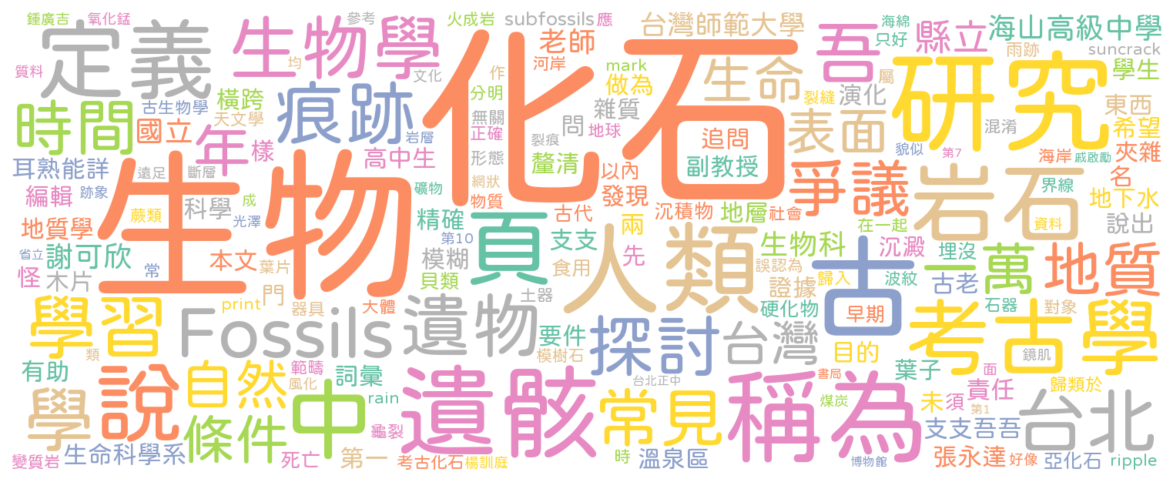 鍾廣吉 氧化錳 參考 火成岩 subfossils 應 台灣師範大學 海綿 只好 海山高級中學
定義 生物學 均 文化 老師 河岸 mark 做為 生命 吾 縣立 雨跡 suncrack
質料 古生物學 橫跨 天文學 作 分明 雜質 裂縫 演化 屬 研究 學生
時間 國立 年 樣 痕跡 岩層 無關 正確 裂痕 問 地球 追問 表面 混淆 東西 希望
耳熟能詳 遠足 斷層 高中生 形態 釐清 副教授 貌似 第7 海岸 戚啟勳 夾雜
編輯 跡象 蕨類 科學 成 網狀 礦物 物質 以內 發現 爭議 岩石 界線 名 地下水
地質學 光澤 生物 化石 精確 頁 古代 兩 沉積物 地層 社會 在一起 資料 說出
省立 謝可欣 常 本文 葉片 第10 模糊 支支 先 人類 生物科 沉澱 埋沒 萬 地質
怪 木片 門 貝類 食用 誤認為 證據 歸入 波紋 古 古老 一 石器 對象
學習 print 器具 大體 土器 硬化物 早期
Fossils 遺物 要件 模樹石 探討 台灣 目的 考古學 鏡肌
有助 類 自然 範疇 風化 詞彙 rain 台北正中 書局 葉子 面 責任 歸類於
學 說 條件 中 龜裂 遺骸 常見 稱為 煤炭 未 須 第1 台北
變質岩 生命科學系 死亡 第一 考古化石 楊馴庭 時 溫泉區 博物館 支支吾吾 張永達 好像 亞化石 ripple